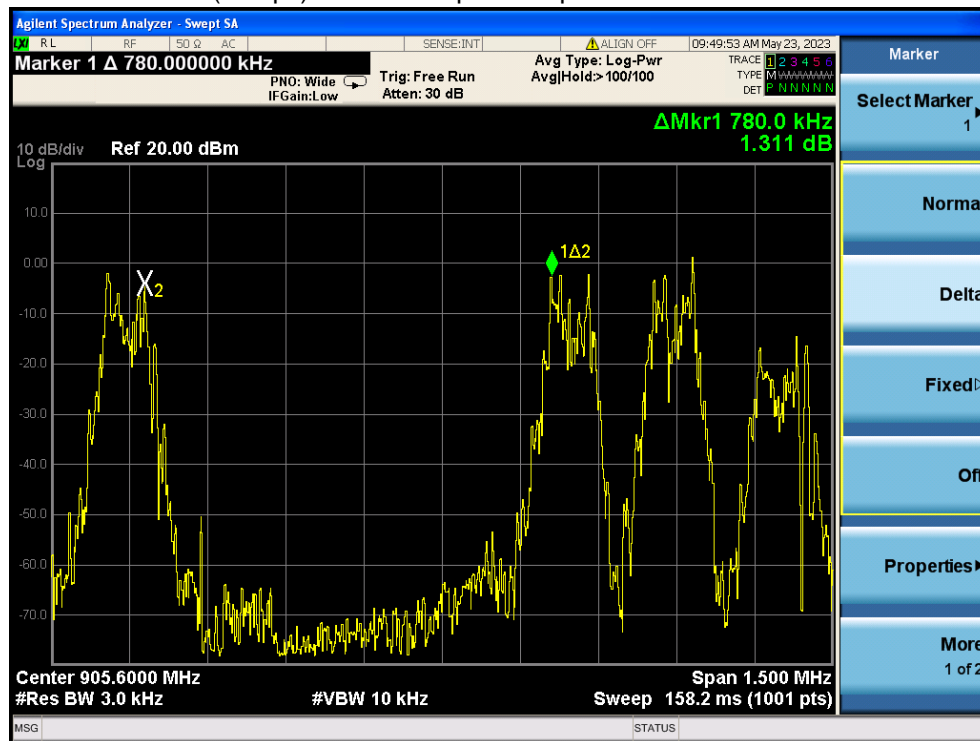 Agilent Spectrum Analyzer - Swept SA
LXI RL RF 50 Ω AC SENSE:INT ALIGN OFF 09:49:53 AM May 23, 2023
Marker 1 Δ 780.000000 kHz
PNO: Wide Trig: Free Run Avg Type: Log-Pwr TRACE 1 2 3 4 5 6
IFGain:Low Atten: 30 dB Avg|Hold:>100/100 TYPE M
DET P N N N N N
ΔMkr1 780.0 kHz
1.311 dB
10 dB/div Ref 20.00 dBm
Log
10.0
0.00
-10.0
-20.0
-30.0
-40.0
-50.0
-60.0
-70.0
1Δ2
X2
Center 905.6000 MHz Span 1.500 MHz
#Res BW 3.0 kHz #VBW 10 kHz Sweep 158.2 ms (1001 pts)
MSG STATUS
Marker
Select Marker
1
Norma
Delta
Fixed
Off
Properties
More
1 of 2